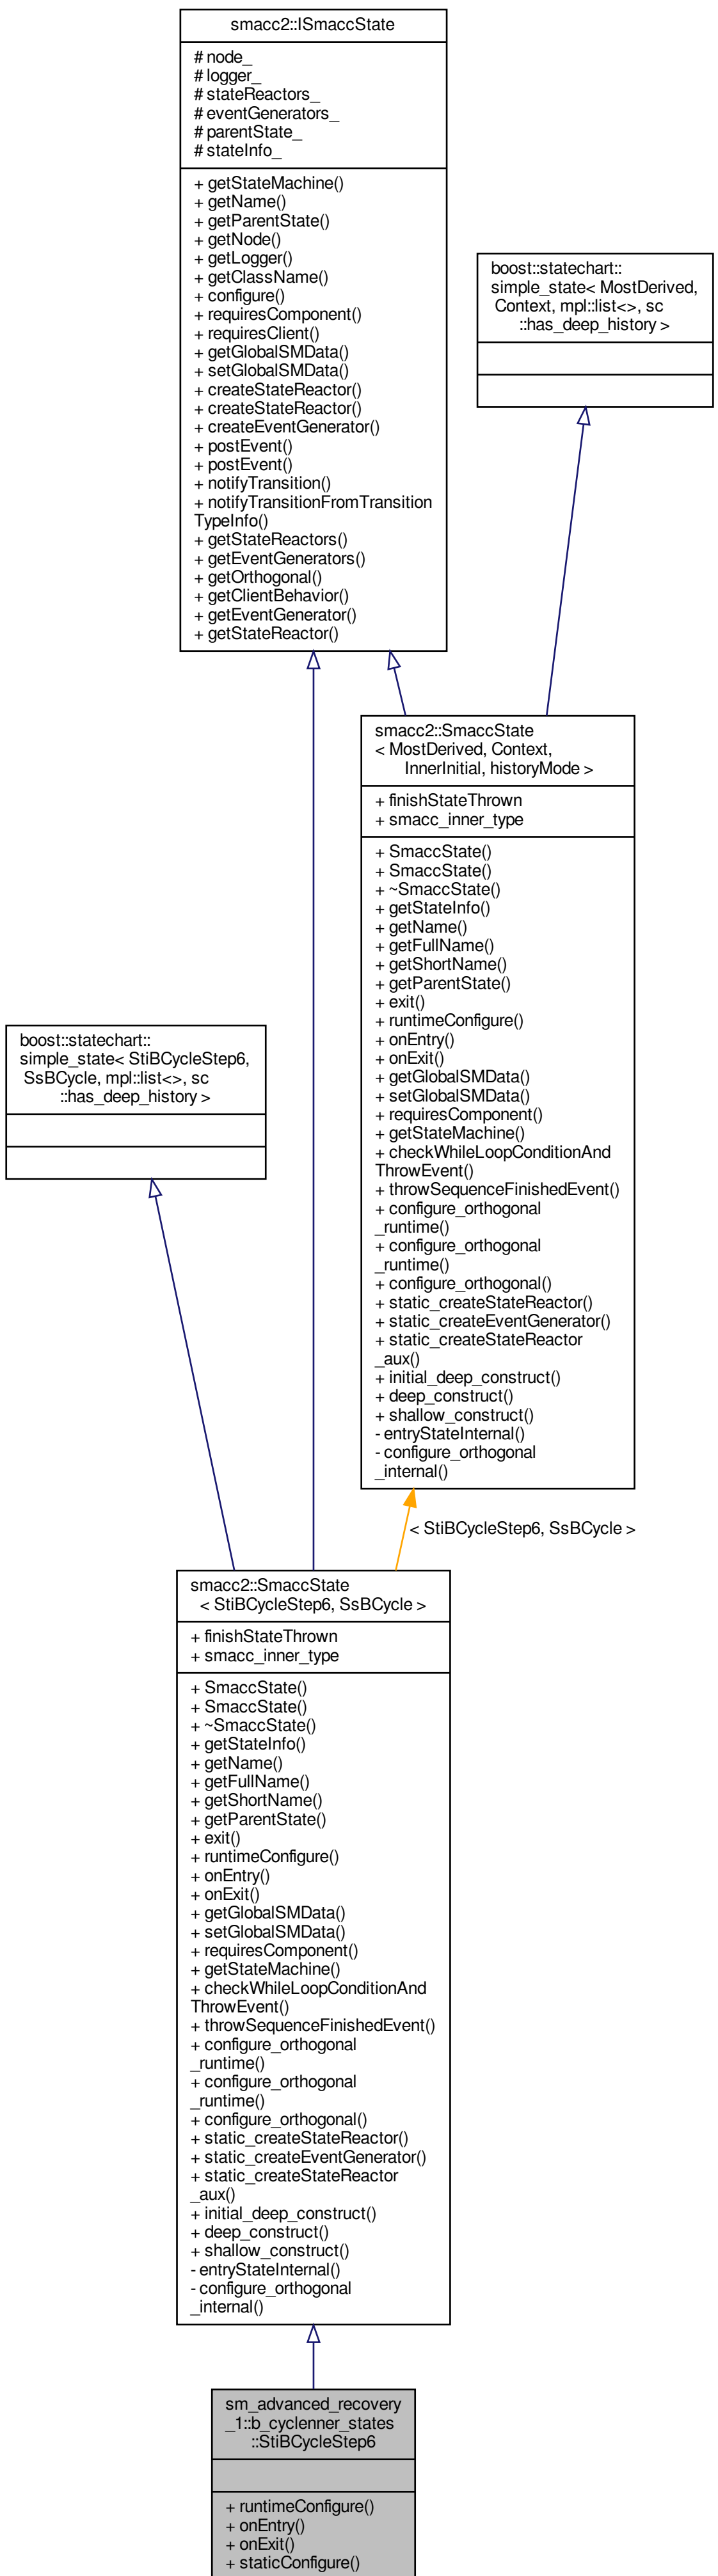 smacc2::ISmaccState
# node_
# logger_
# stateReactors_
# eventGenerators_
# parentState_
# stateInfo_
+ getStateMachine()
+ getName()
+ getParentState()
+ getNode()
+ getLogger()
+ getClassName()
+ configure()
+ requiresComponent()
+ requiresClient()
+ getGlobalSMData()
+ setGlobalSMData()
+ createStateReactor()
+ createStateReactor()
+ createEventGenerator()
+ postEvent()
+ postEvent()
+ notifyTransition()
+ notifyTransitionFromTransition
TypeInfo()
+ getStateReactors()
+ getEventGenerators()
+ getOrthogonal()
+ getClientBehavior()
+ getEventGenerator()
+ getStateReactor()
boost::statechart::
simple_state< MostDerived,
Context, mpl::list<>, sc
::has_deep_history >
smacc2::SmaccState
< MostDerived, Context,
InnerInitial, historyMode >
+ finishStateThrown
+ smacc_inner_type
+ SmaccState()
+ SmaccState()
+ ~SmaccState()
+ getStateInfo()
+ getName()
+ getFullName()
+ getShortName()
+ getParentState()
+ exit()
+ runtimeConfigure()
+ onEntry()
+ onExit()
+ getGlobalSMData()
+ setGlobalSMData()
+ requiresComponent()
+ getStateMachine()
+ checkWhileLoopConditionAnd
ThrowEvent()
+ throwSequenceFinishedEvent()
+ configure_orthogonal
_runtime()
+ configure_orthogonal
_runtime()
+ configure_orthogonal()
+ static_createStateReactor()
+ static_createEventGenerator()
+ static_createStateReactor
_aux()
+ initial_deep_construct()
+ deep_construct()
+ shallow_construct()
- entryStateInternal()
- configure_orthogonal
_internal()
boost::statechart::
simple_state< StiBCycleStep6,
SsBCycle, mpl::list<>, sc
::has_deep_history >
< StiBCycleStep6, SsBCycle >
smacc2::SmaccState
< StiBCycleStep6, SsBCycle >
+ finishStateThrown
+ smacc_inner_type
+ SmaccState()
+ SmaccState()
+ ~SmaccState()
+ getStateInfo()
+ getName()
+ getFullName()
+ getShortName()
+ getParentState()
+ exit()
+ runtimeConfigure()
+ onEntry()
+ onExit()
+ getGlobalSMData()
+ setGlobalSMData()
+ requiresComponent()
+ getStateMachine()
+ checkWhileLoopConditionAnd
ThrowEvent()
+ throwSequenceFinishedEvent()
+ configure_orthogonal
_runtime()
+ configure_orthogonal
_runtime()
+ configure_orthogonal()
+ static_createStateReactor()
+ static_createEventGenerator()
+ static_createStateReactor
_aux()
+ initial_deep_construct()
+ deep_construct()
+ shallow_construct()
- entryStateInternal()
- configure_orthogonal
_internal()
sm_advanced_recovery
_1::b_cyclenner_states
::StiBCycleStep6
+ runtimeConfigure()
+ onEntry()
+ onExit()
+ staticConfigure()